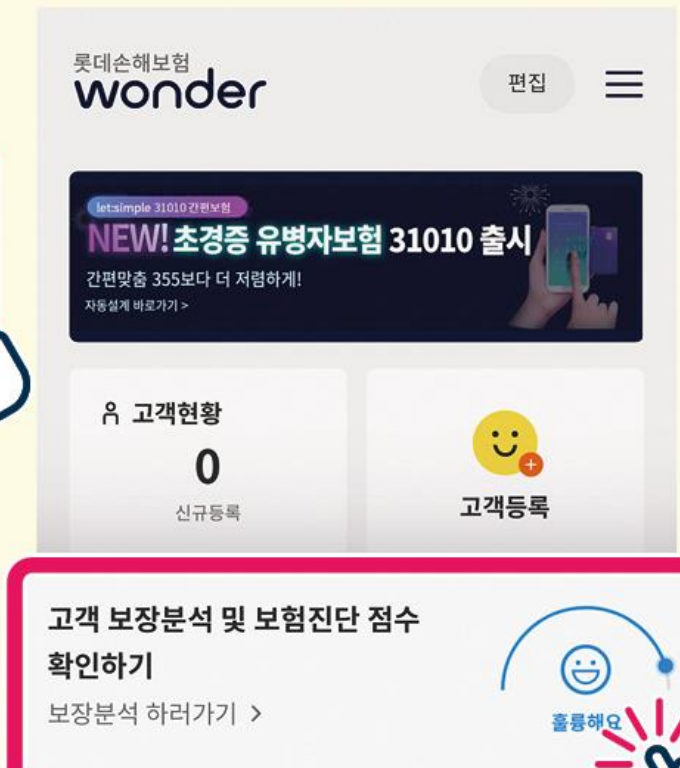 롯데손해보험
wonder
편집
let:simple 31010 간편보험
NEW! 초경증 유병자보험 31010 출시
간편맞춤 355보다 더 저렴하게!
자동설계 바로가기 >
고객현황
0
신규등록
고객등록
고객 보장분석 및 보험진단 점수
확인하기
보장분석 하러가기 >
훌륭해요